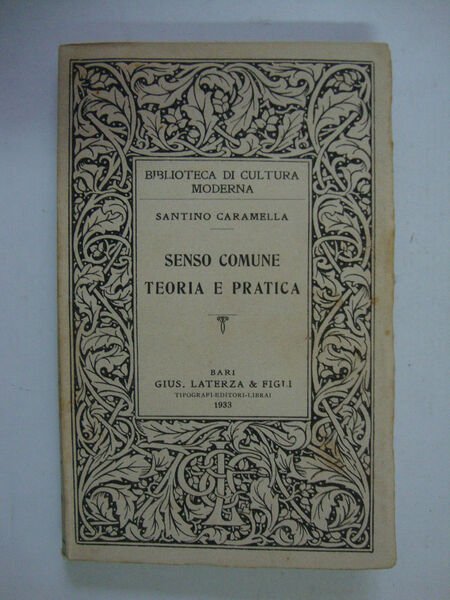 BIBLIOTECA DI CULTURA
MODERNA
SANTINO CARAMELLA
SENSO COMUNE
TEORIA E PRATICA
BARI
GIUS. LATERZA & FIGLI
TIPOGRAFI-EDITORI-LIBRAI
1933